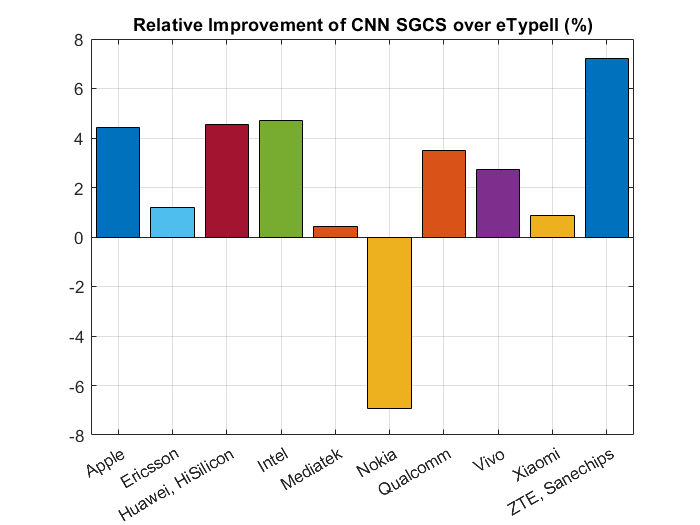 Relative Improvement of CNN SGCS over eTypeII (%)
8
6
4
2
0
-2
-4
-6
-8
Apple
Ericsson
Huawei, HiSilicon
Intel
Mediatek
Nokia
Qualcomm
Vivo
Xiaomi
ZTE, Sanechips